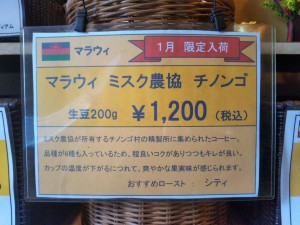 マラウィ
1月 限定入荷
マラウィ ミスク農協 チノンゴ
生豆200g ￥1,200 (税込)
ミスク農協が所有するチノンゴ村の精製所に集められたコーヒー。
品種が6種も入っているため、程良いコクがありつつもキレが良い。
カップの温度が下がるにつれて、爽やかな果実味が感じられます。
おすすめロースト : シティ